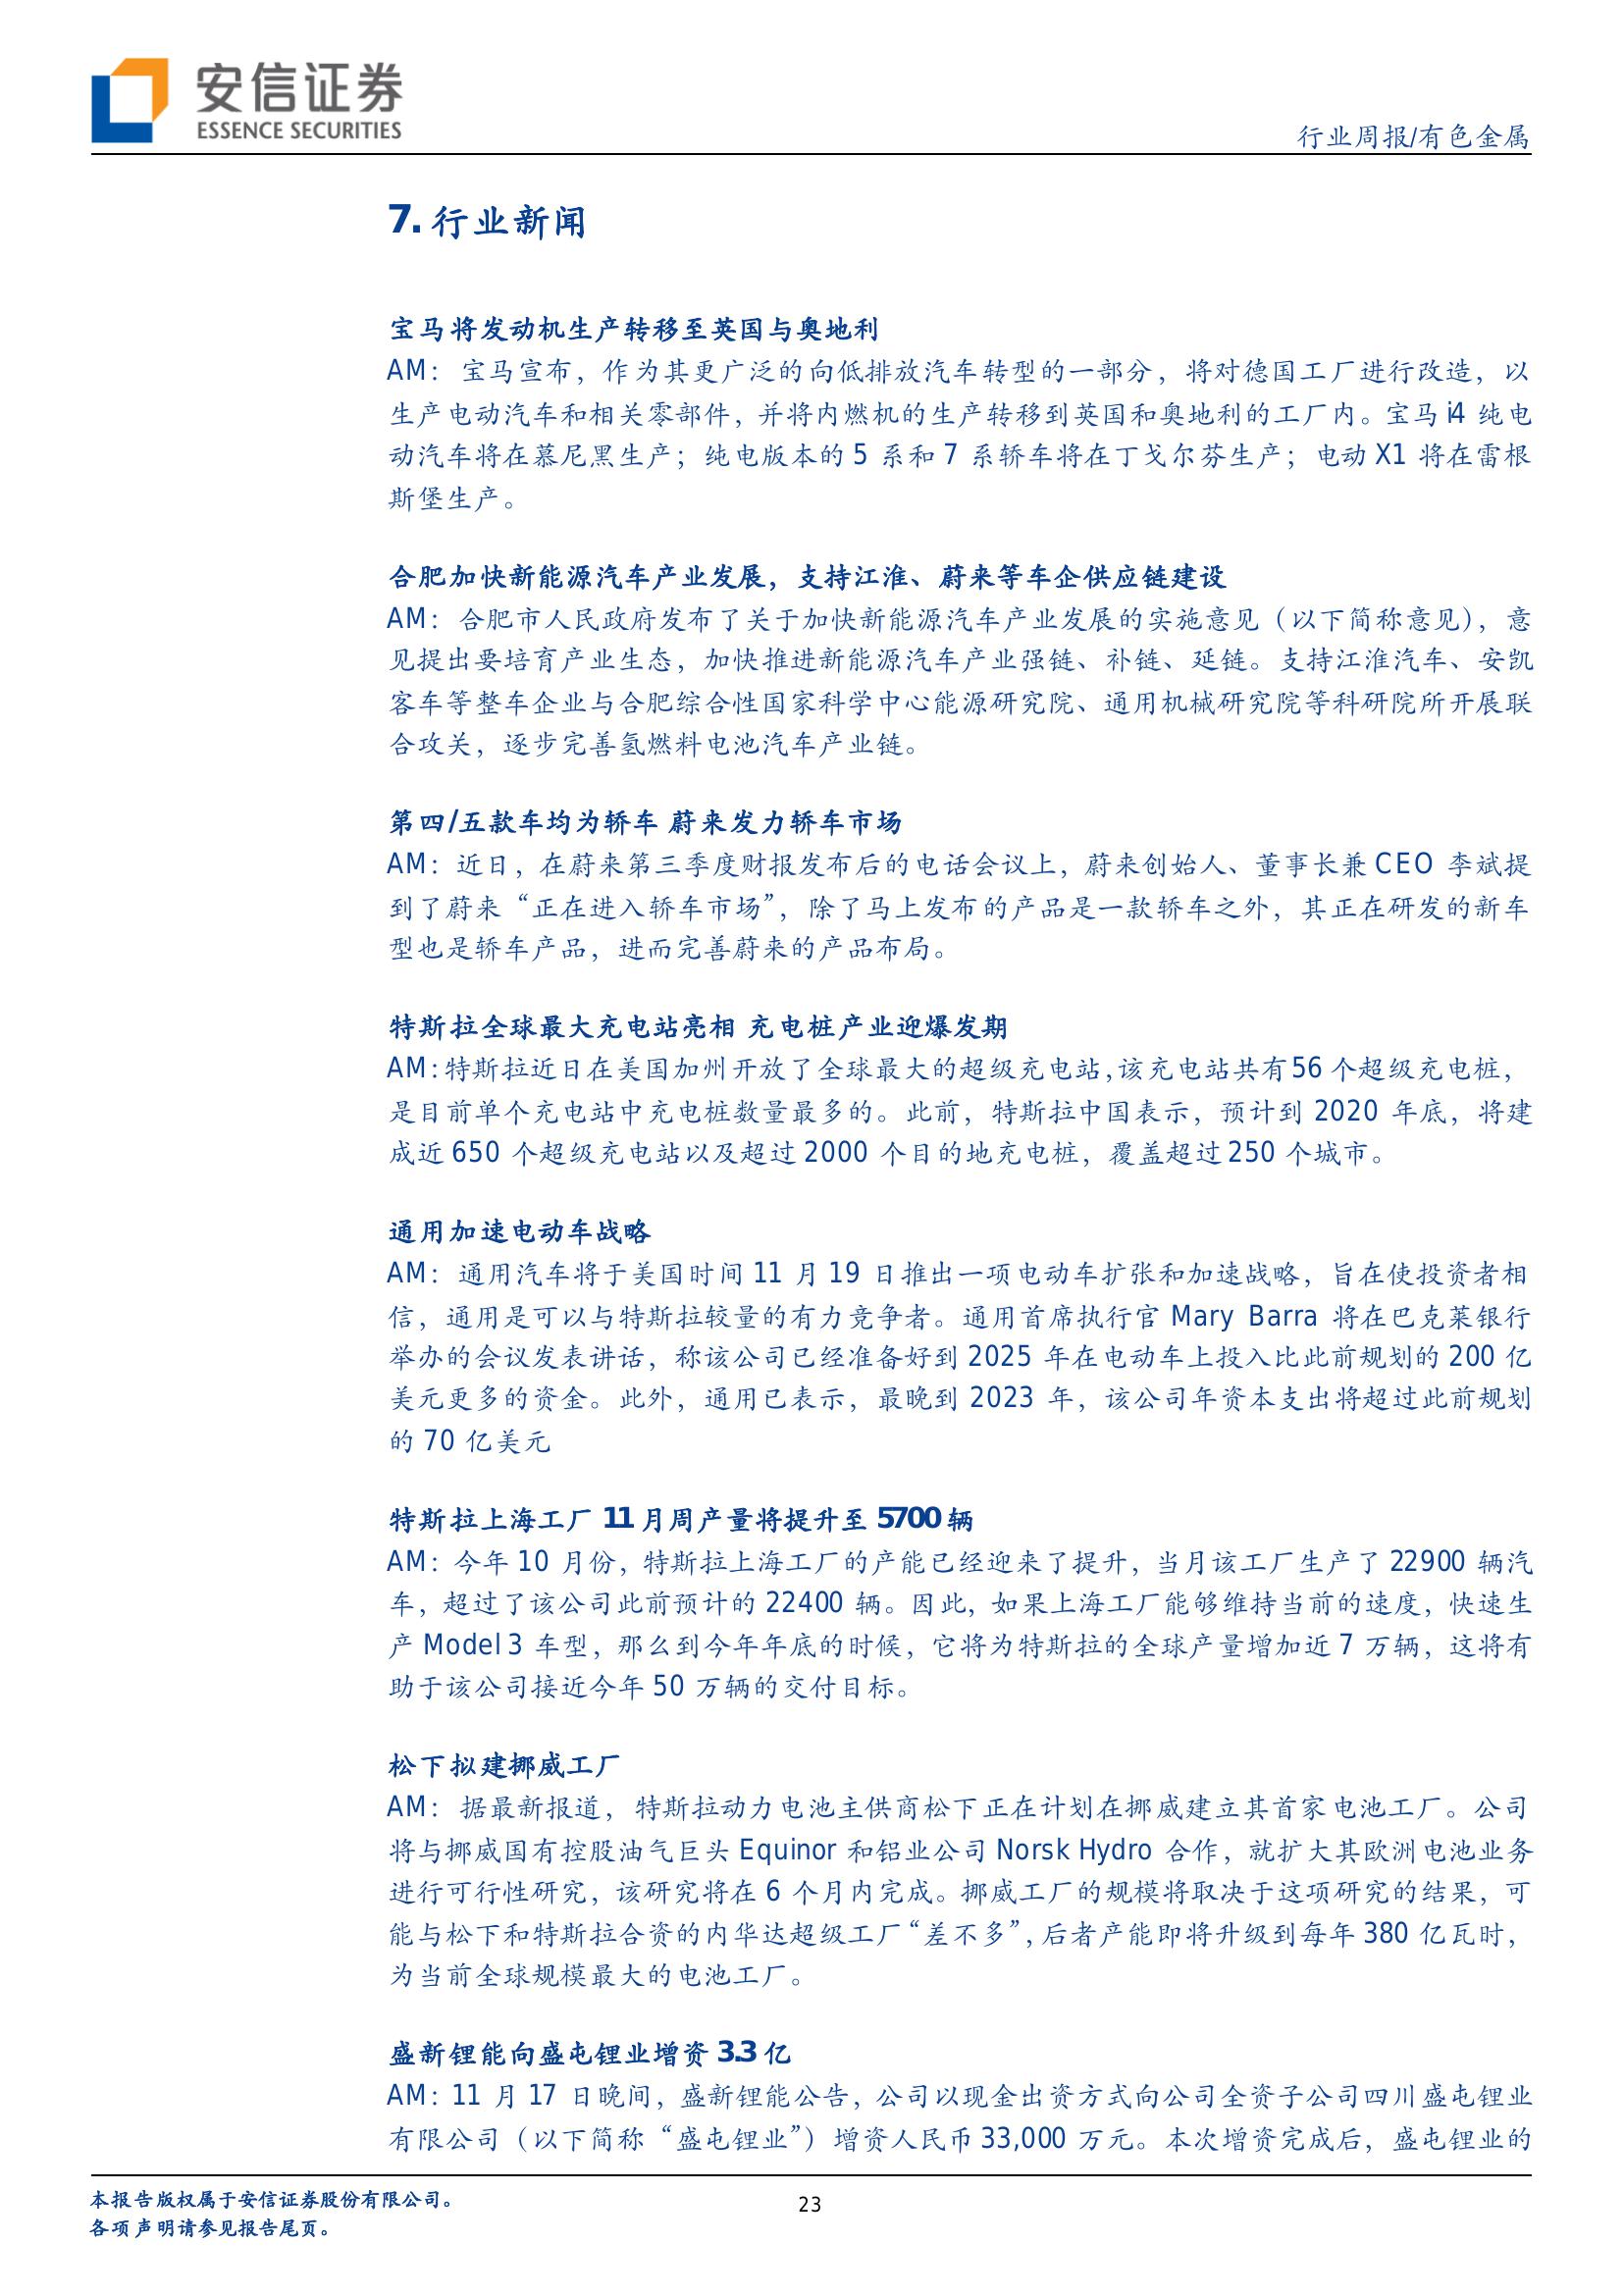 安信证券
ESSENCE SECURITIES
行业周报/有色金属
7. 行业新闻
宝马将发动机生产转移至英国与奥地利
AM： 宝马宣布，作为其更广泛的向低排放汽车转型的一部分，将对德国工厂进行改造，以
生产电动汽车和相关零部件，并将内燃机的生产转移到英国和奥地利的工厂内。宝马 i4 纯电
动汽车将在慕尼黑生产；纯电版本的 5 系和 7 系轿车将在丁戈尔芬生产；电动 X1 将在雷根
斯堡生产。
合肥加快新能源汽车产业发展，支持江淮、蔚来等车企供应链建设
AM： 合肥市人民政府发布了关于加快新能源汽车产业发展的实施意见（以下简称意见），意
见提出要培育产业生态，加快推进新能源汽车产业强链、补链、延链。支持江淮汽车、安凯
客车等整车企业与合肥综合性国家科学中心能源研究院、通用机械研究院等科研院所开展联
合攻关，逐步完善氢燃料电池汽车产业链。
第四/五款车均为轿车 蔚来发力轿车市场
AM：近日，在蔚来第三季度财报发布后的电话会议上，蔚来创始人、董事长兼 CEO 李斌提
到了蔚来“正在进入轿车市场”，除了马上发布的产品是一款轿车之外，其正在研发的新车
型也是轿车产品，进而完善蔚来的产品布局。
特斯拉全球最大充电站亮相 充电桩产业迎爆发期
AM：特斯拉近日在美国加州开放了全球最大的超级充电站，该充电站共有 56 个超级充电桩，
是目前单个充电站中充电桩数量最多的。此前，特斯拉中国表示，预计到 2020 年底，将建
成近 650 个超级充电站以及超过 2000 个目的地充电桩，覆盖超过 250 个城市。
通用加速电动车战略
AM： 通用汽车将于美国时间 11 月 19 日推出一项电动车扩张和加速战略，旨在使投资者相
信，通用是可以与特斯拉较量的有力竞争者。通用首席执行官 Mary Barra 将在巴克莱银行
举办的会议发表讲话，称该公司已经准备好到 2025 年在电动车上投入比此前规划的 200 亿
美元更多的资金。此外，通用已表示，最晚到 2023 年，该公司年资本支出将超过此前规划
的 70 亿美元
特斯拉上海工厂 11 月周产量将提升至 5700 辆
AM：今年 10 月份，特斯拉上海工厂的产能已经迎来了提升，当月该工厂生产了 22900 辆汽
车，超过了该公司此前预计的 22400 辆。因此，如果上海工厂能够维持当前的速度，快速生
产 Model 3 车型，那么到今年年底的时候，它将为特斯拉的全球产量增加近 7 万辆，这将有
助于该公司接近今年 50 万辆的交付目标。
松下拟建挪威工厂
AM： 据最新报道，特斯拉动力电池主供商松下正在计划在挪威建立其首家电池工厂。公司
将与挪威国有控股油气巨头 Equinor 和铝业公司 Norsk Hydro 合作，就扩大其欧洲电池业务
进行可行性研究，该研究将在 6 个月内完成。挪威工厂的规模将取决于这项研究的结果，可
能与松下和特斯拉合资的内华达超级工厂“差不多”，后者产能即将升级到每年 380 亿瓦时，
为当前全球规模最大的电池工厂。
盛新锂能向盛屯锂业增资 3.3 亿
AM：11 月 17 日晚间，盛新锂能公告，公司以现金出资方式向公司全资子公司四川盛屯锂业
有限公司（以下简称“盛屯锂业”）增资人民币 33,000 万元。本次增资完成后，盛屯锂业的
本报告版权属于安信证券股份有限公司。
23
各项声明请参见报告尾页。